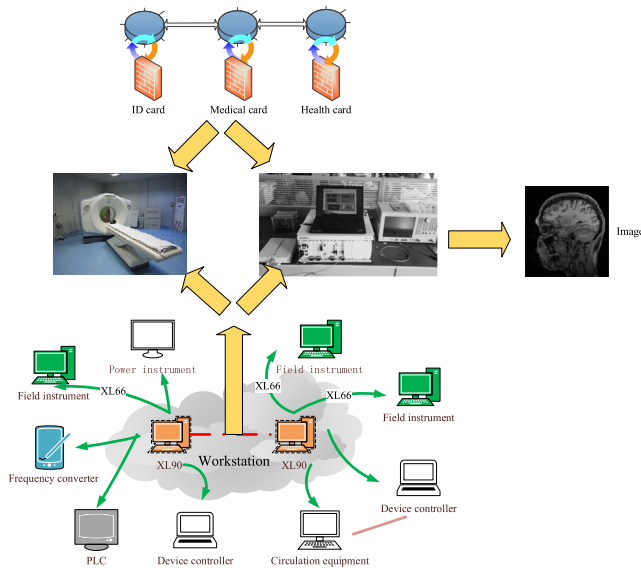 ID card
Medical card
Health card
Image
Power instrument
Field instrument
Field instrument
XL66
XL66
XL66
Field instrument
Workstation
XL90
XL90
Frequency converter
Device controller
PLC
Device controller
Circulation equipment